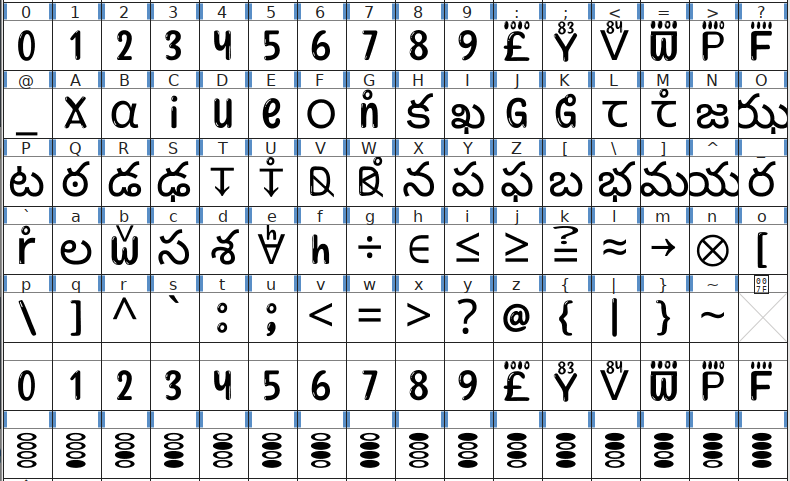 0 1 2 3 4 5 6 7 8 9 : ; < = > ?
0 1 2 3 4 5 6 7 8 9
@ A B C D E F G H I J K L M N O
_ X α i u e O n̊ క ఖ G 
P Q R S T U V W X Y Z [ \ ] ^ _
ట ఠ డ ఢ న ప ఫ బ భ మ య ర
` a b c d e f g h i j k l m n o
r̊ ల స శ h ÷ ∈ ≤ ≥ ≟ ≈ → ⊗ [
p q r s t u v w x y z { | } ~ 007F
\ ] ^ ` : ; < = > ? @ { | } ~
0 1 2 3 4 5 6 7 8 9